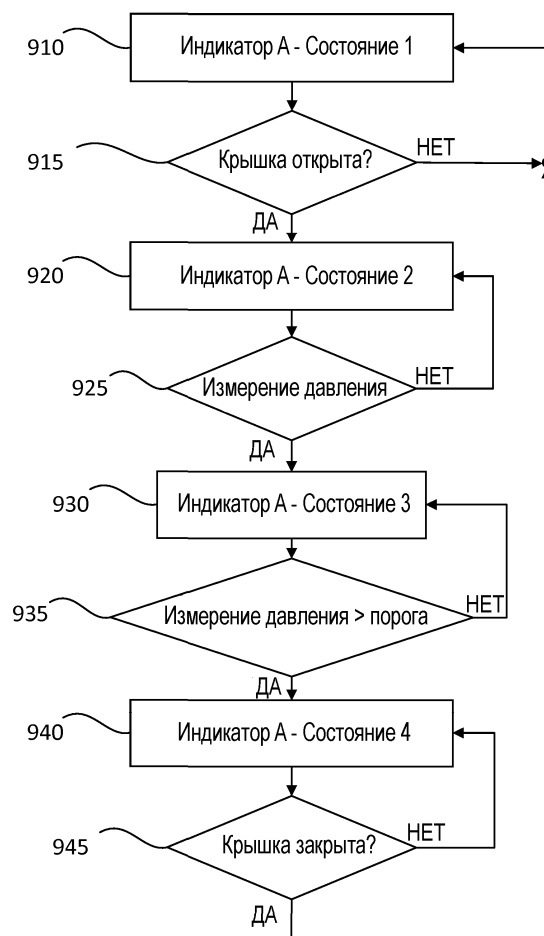 910
Индикатор А - Состояние 1
915
Крышка открыта?
НЕТ
ДА
920
Индикатор А - Состояние 2
925
Измерение давления
НЕТ
ДА
930
Индикатор А - Состояние 3
935
Измерение давления > порога
НЕТ
ДА
940
Индикатор А - Состояние 4
945
Крышка закрыта?
НЕТ
ДА